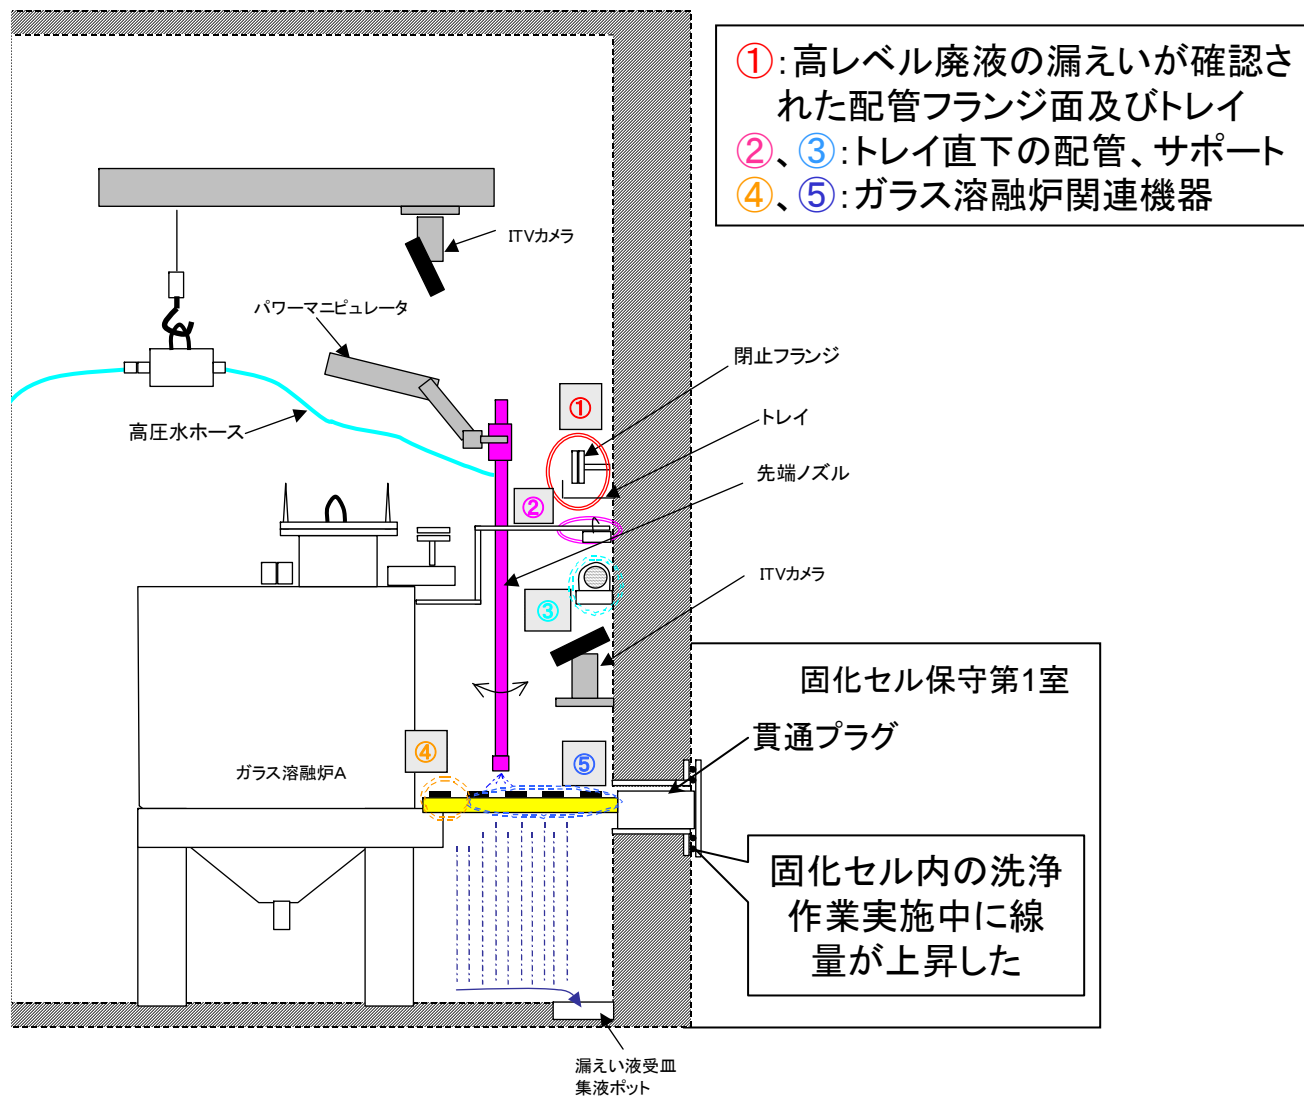 ①:高レベル廃液の漏えいが確認さ
れた配管フランジ面及びトレイ
②、③:トレイ直下の配管、サポート
④、⑤:ガラス溶融炉関連機器
ITVカメラ
パワーマニピュレータ
閉止フランジ
①
トレイ
高圧水ホース
先端ノズル
②
ITVカメラ
③
固化セル保守第1室
貫通プラグ
④
⑤
ガラス溶融炉A
固化セル内の洗浄
作業実施中に線
量が上昇した
漏えい液受皿
集液ポット